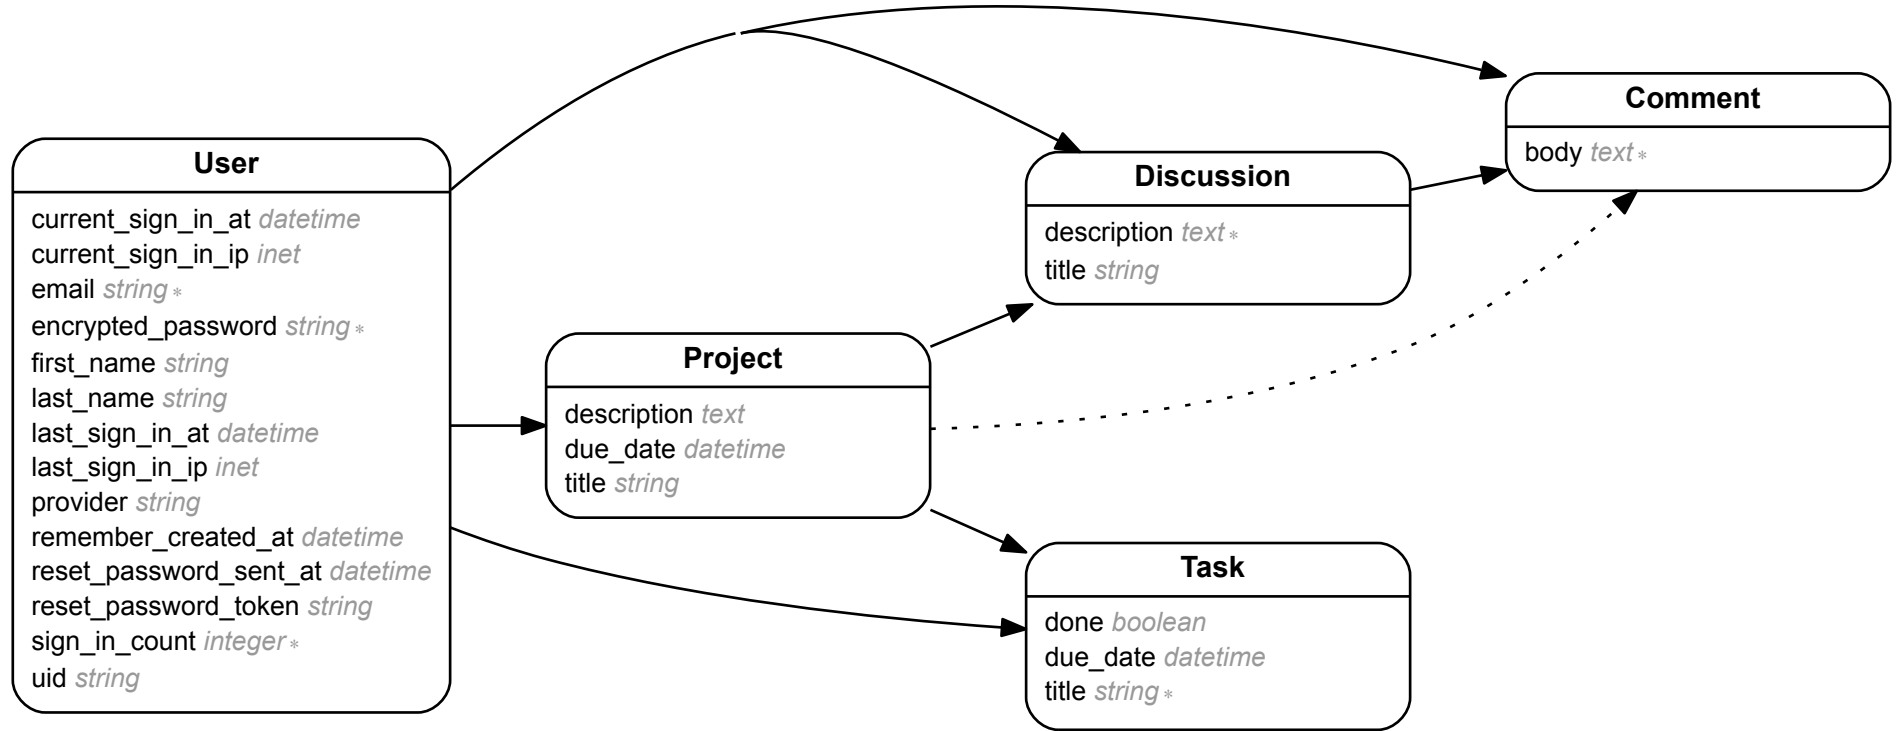 User
current_sign_in_at datetime
current_sign_in_ip inet
email string *
encrypted_password string *
first_name string
last_name string
last_sign_in_at datetime
last_sign_in_ip inet
provider string
remember_created_at datetime
reset_password_sent_at datetime
reset_password_token string
sign_in_count integer *
uid string
Project
description text
due_date datetime
title string
Discussion
description text *
title string
Task
done boolean
due_date datetime
title string *
Comment
body text *